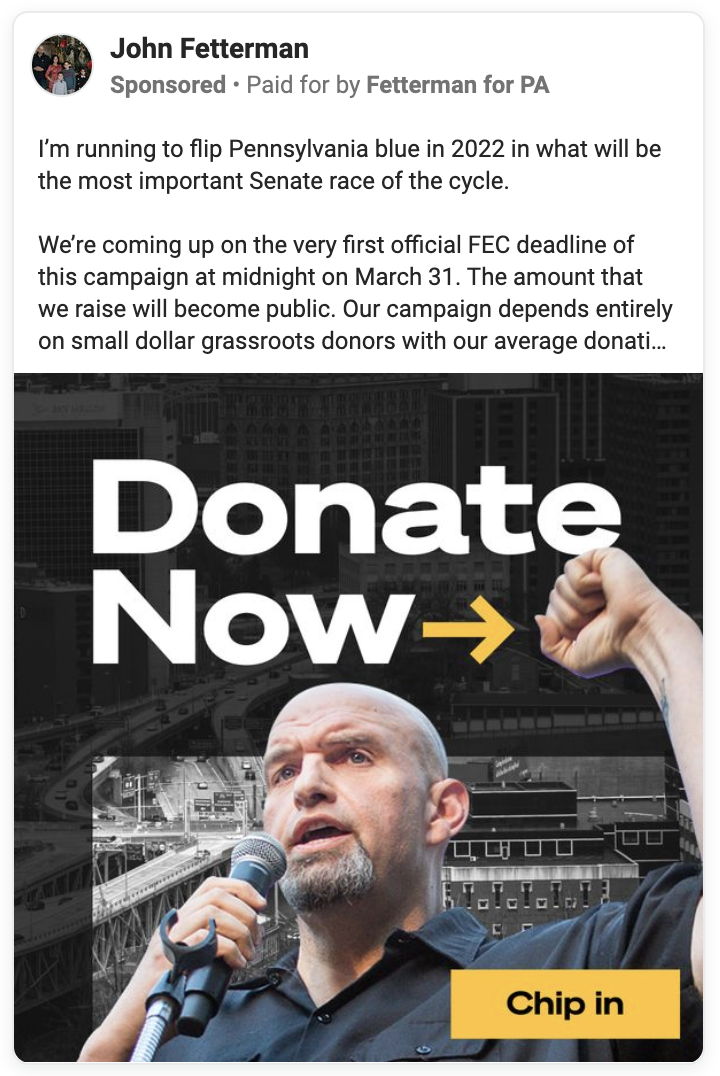 John Fetterman
Sponsored • Paid for by Fetterman for PA
I’m running to flip Pennsylvania blue in 2022 in what will be
the most important Senate race of the cycle.
We’re coming up on the very first official FEC deadline of
this campaign at midnight on March 31. The amount that
we raise will become public. Our campaign depends entirely
on small dollar grassroots donors with our average donati...
Donate
Now→
Chip in